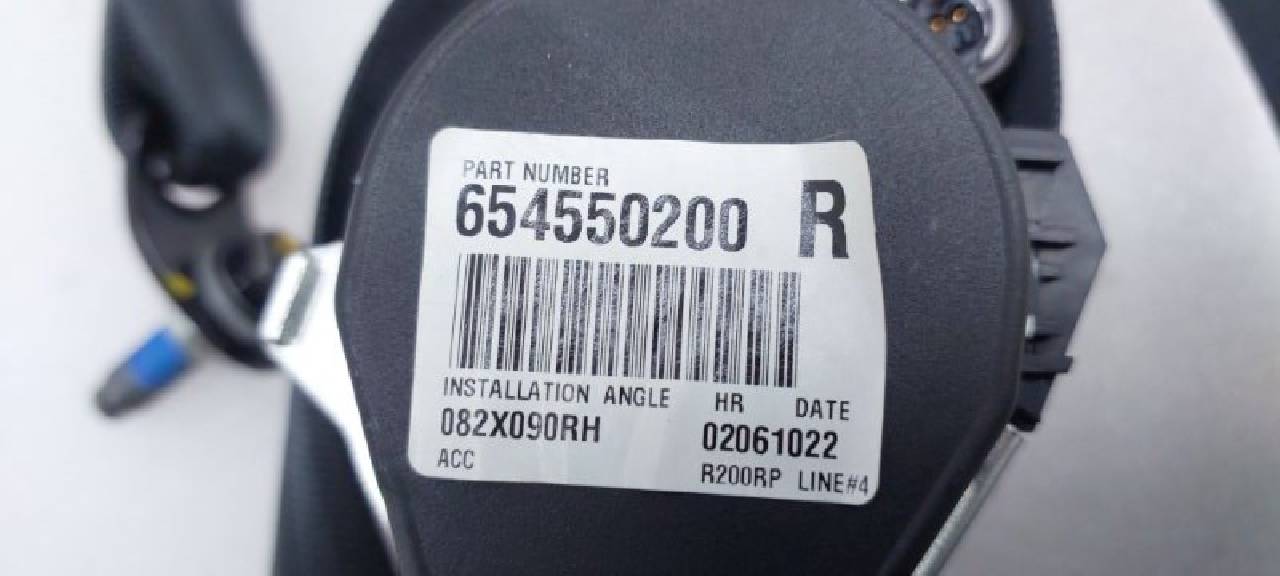 PART NUMBER
654550200 R
INSTALLATION ANGLE HR DATE
082X090RH 02061022
ACC R200RP LINE#4